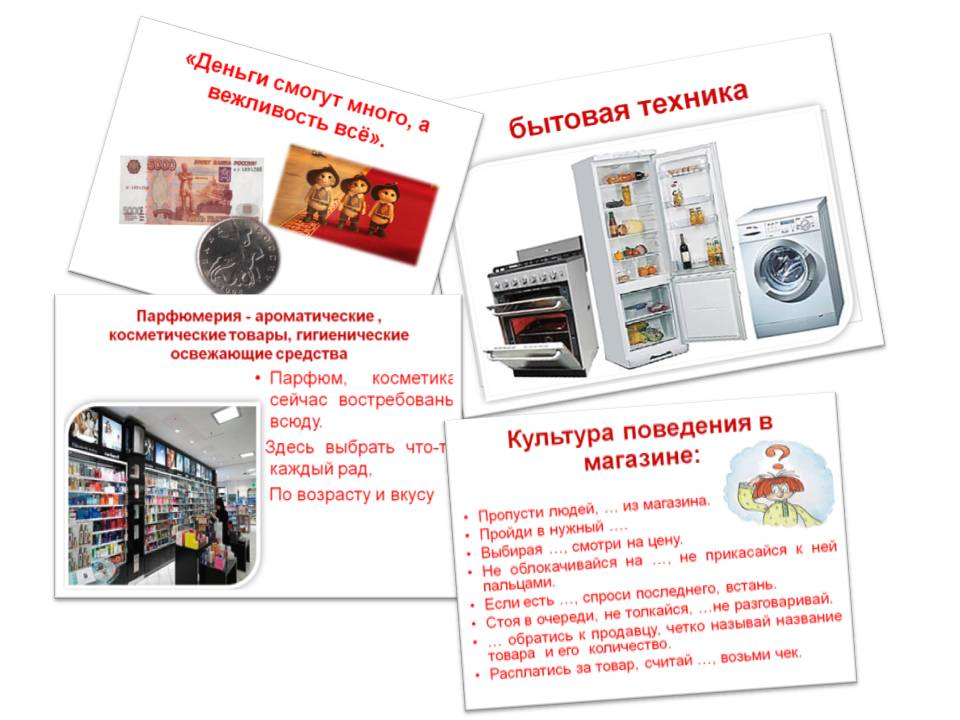 «Деньги смогут много, а
вежливость всё».
5000
бытовая техника
Парфюмерия - ароматические ,
косметические товары, гигиенические
освежающие средства
• Парфюм, косметика
сейчас востребованы
всюду.
Здесь выбрать что-т
каждый рад,
По возрасту и вкусу
Культура поведения в
магазине:
• Пропусти людей, … из магазина.
• Пройди в нужный ….
• Выбирая …, смотри на цену.
• Не облокачивайся на …, не прикасайся к ней
пальцами.
• Если есть …, спроси последнего, встань.
• Стоя в очереди, не толкайся, …не разговаривай.
• … обратись к продавцу, четко называй название
товара и его количество.
• Расплатись за товар, считай …, возьми чек.